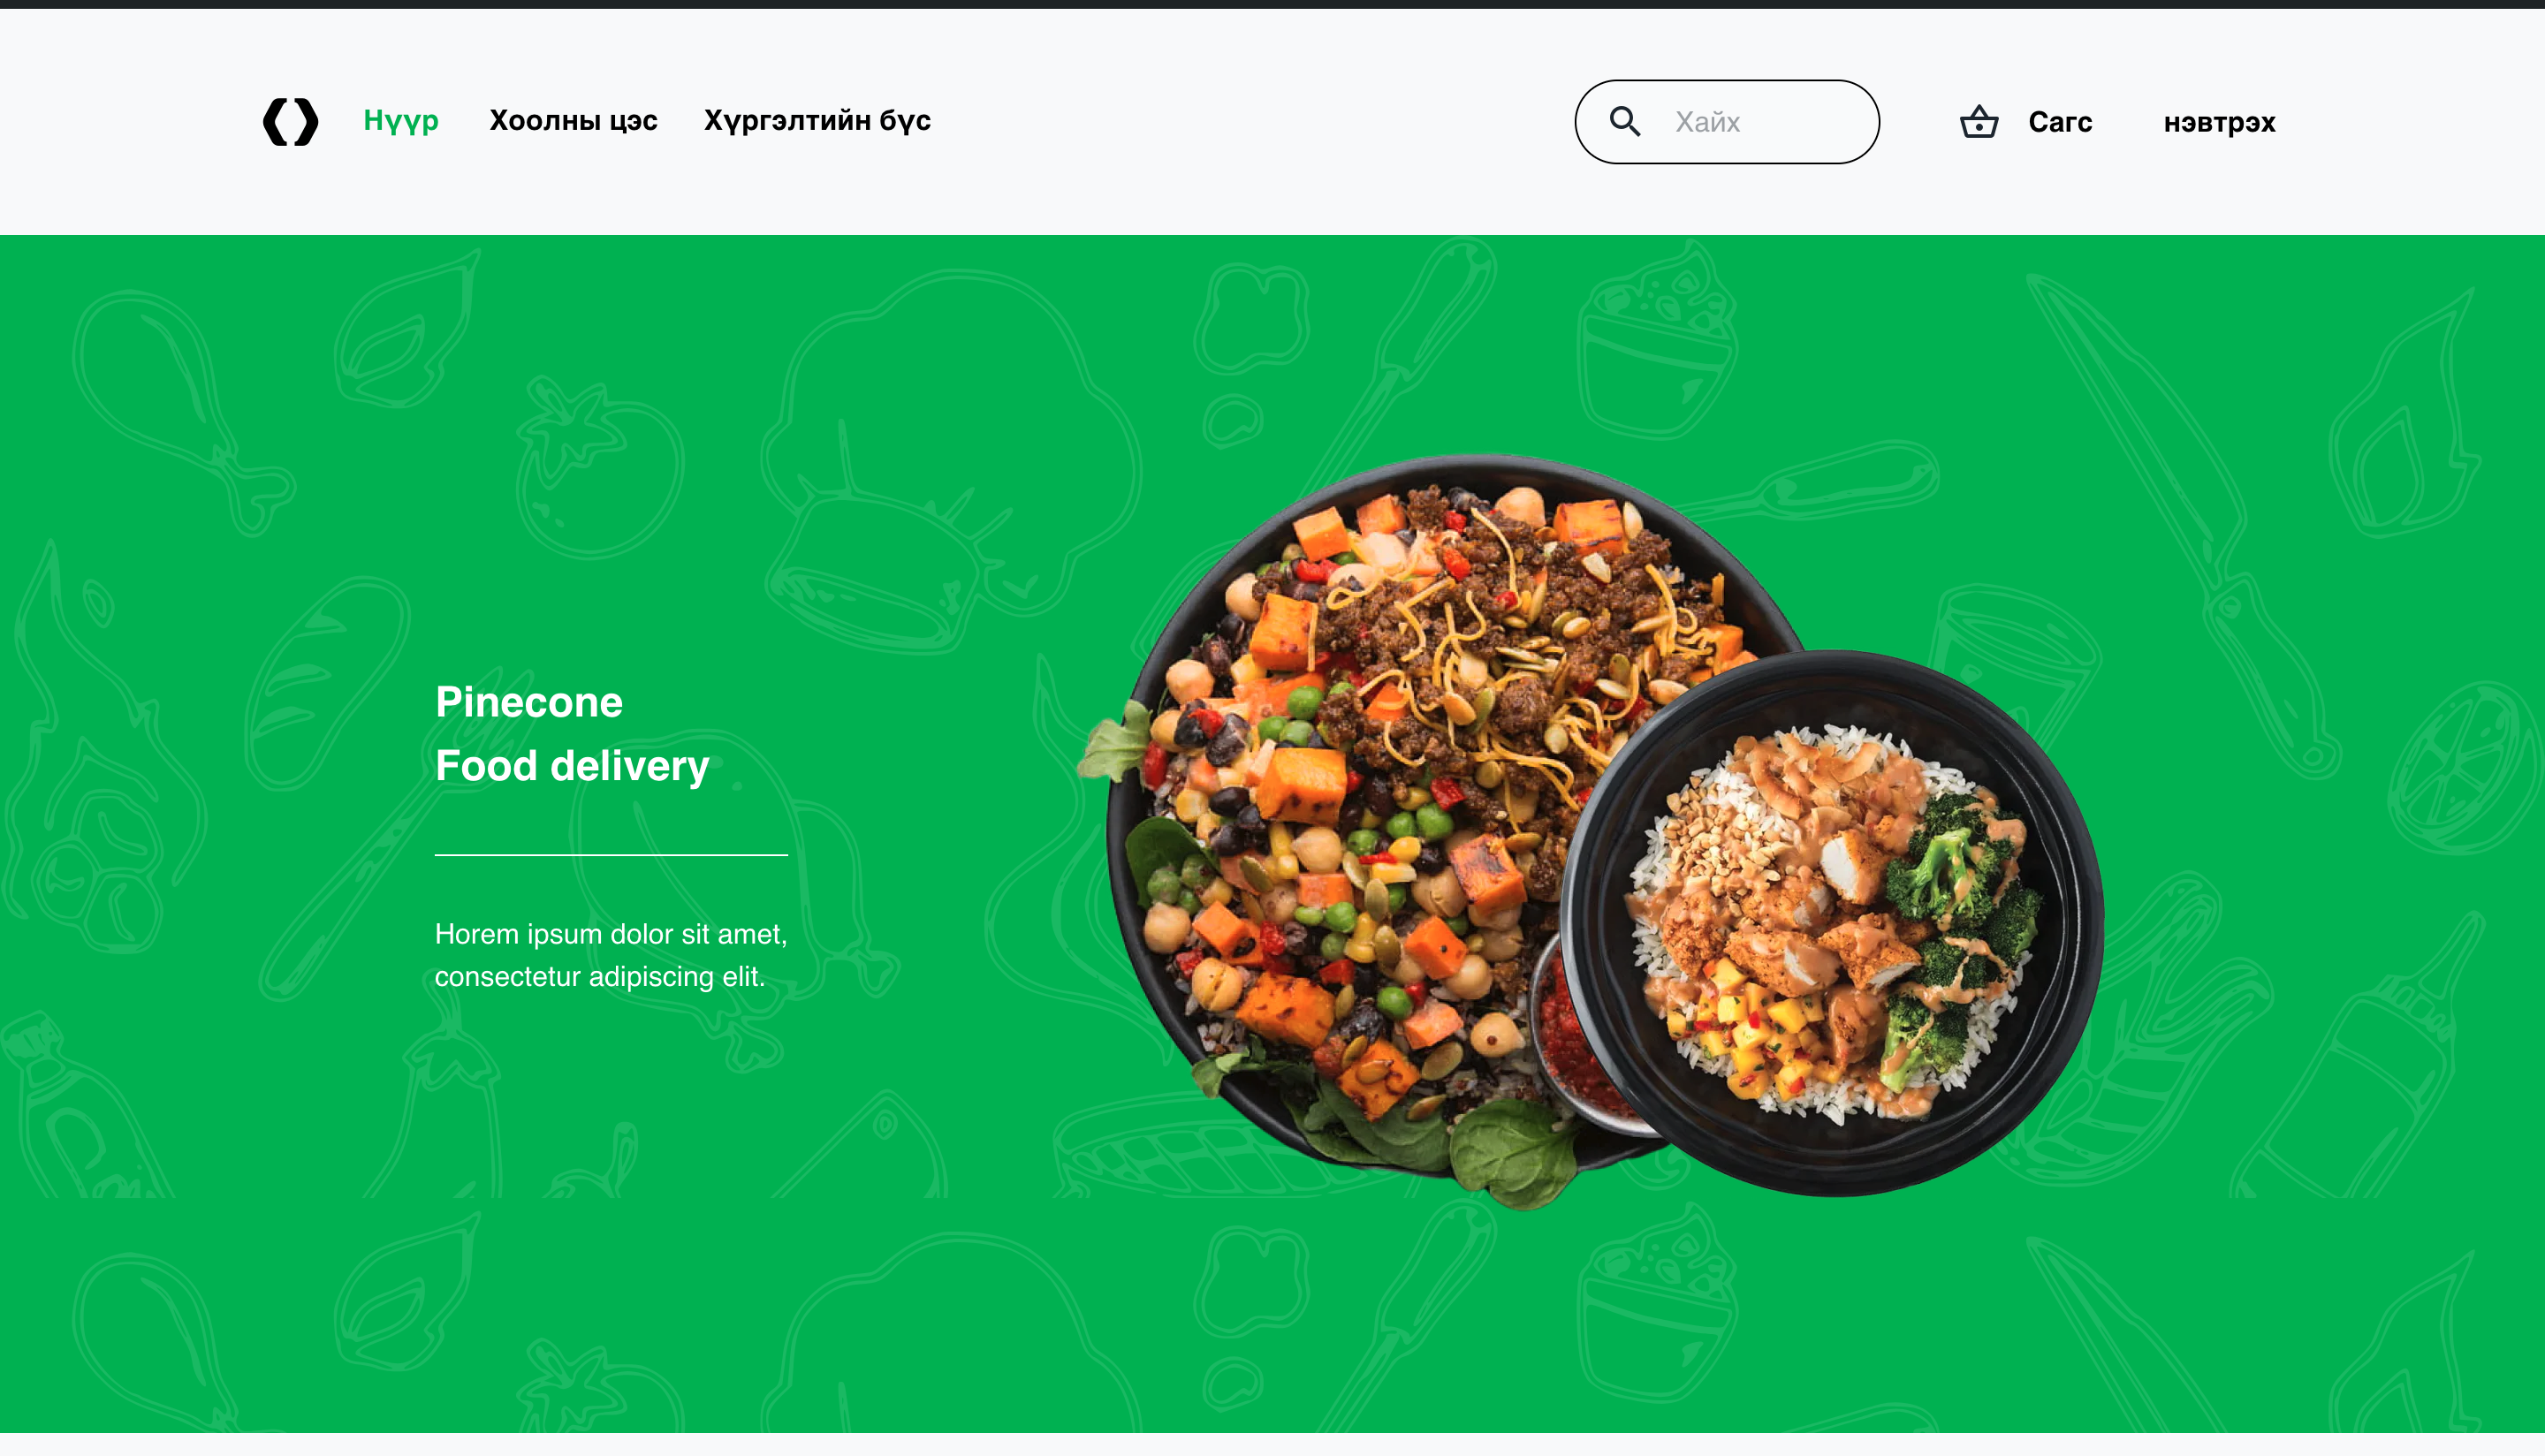 Нүүр Хоолны цэс Хүргэлтийн бүс Хайх Сагс нэвтрэх
Pinecone
Food delivery
Horem ipsum dolor sit amet,
consectetur adipiscing elit.